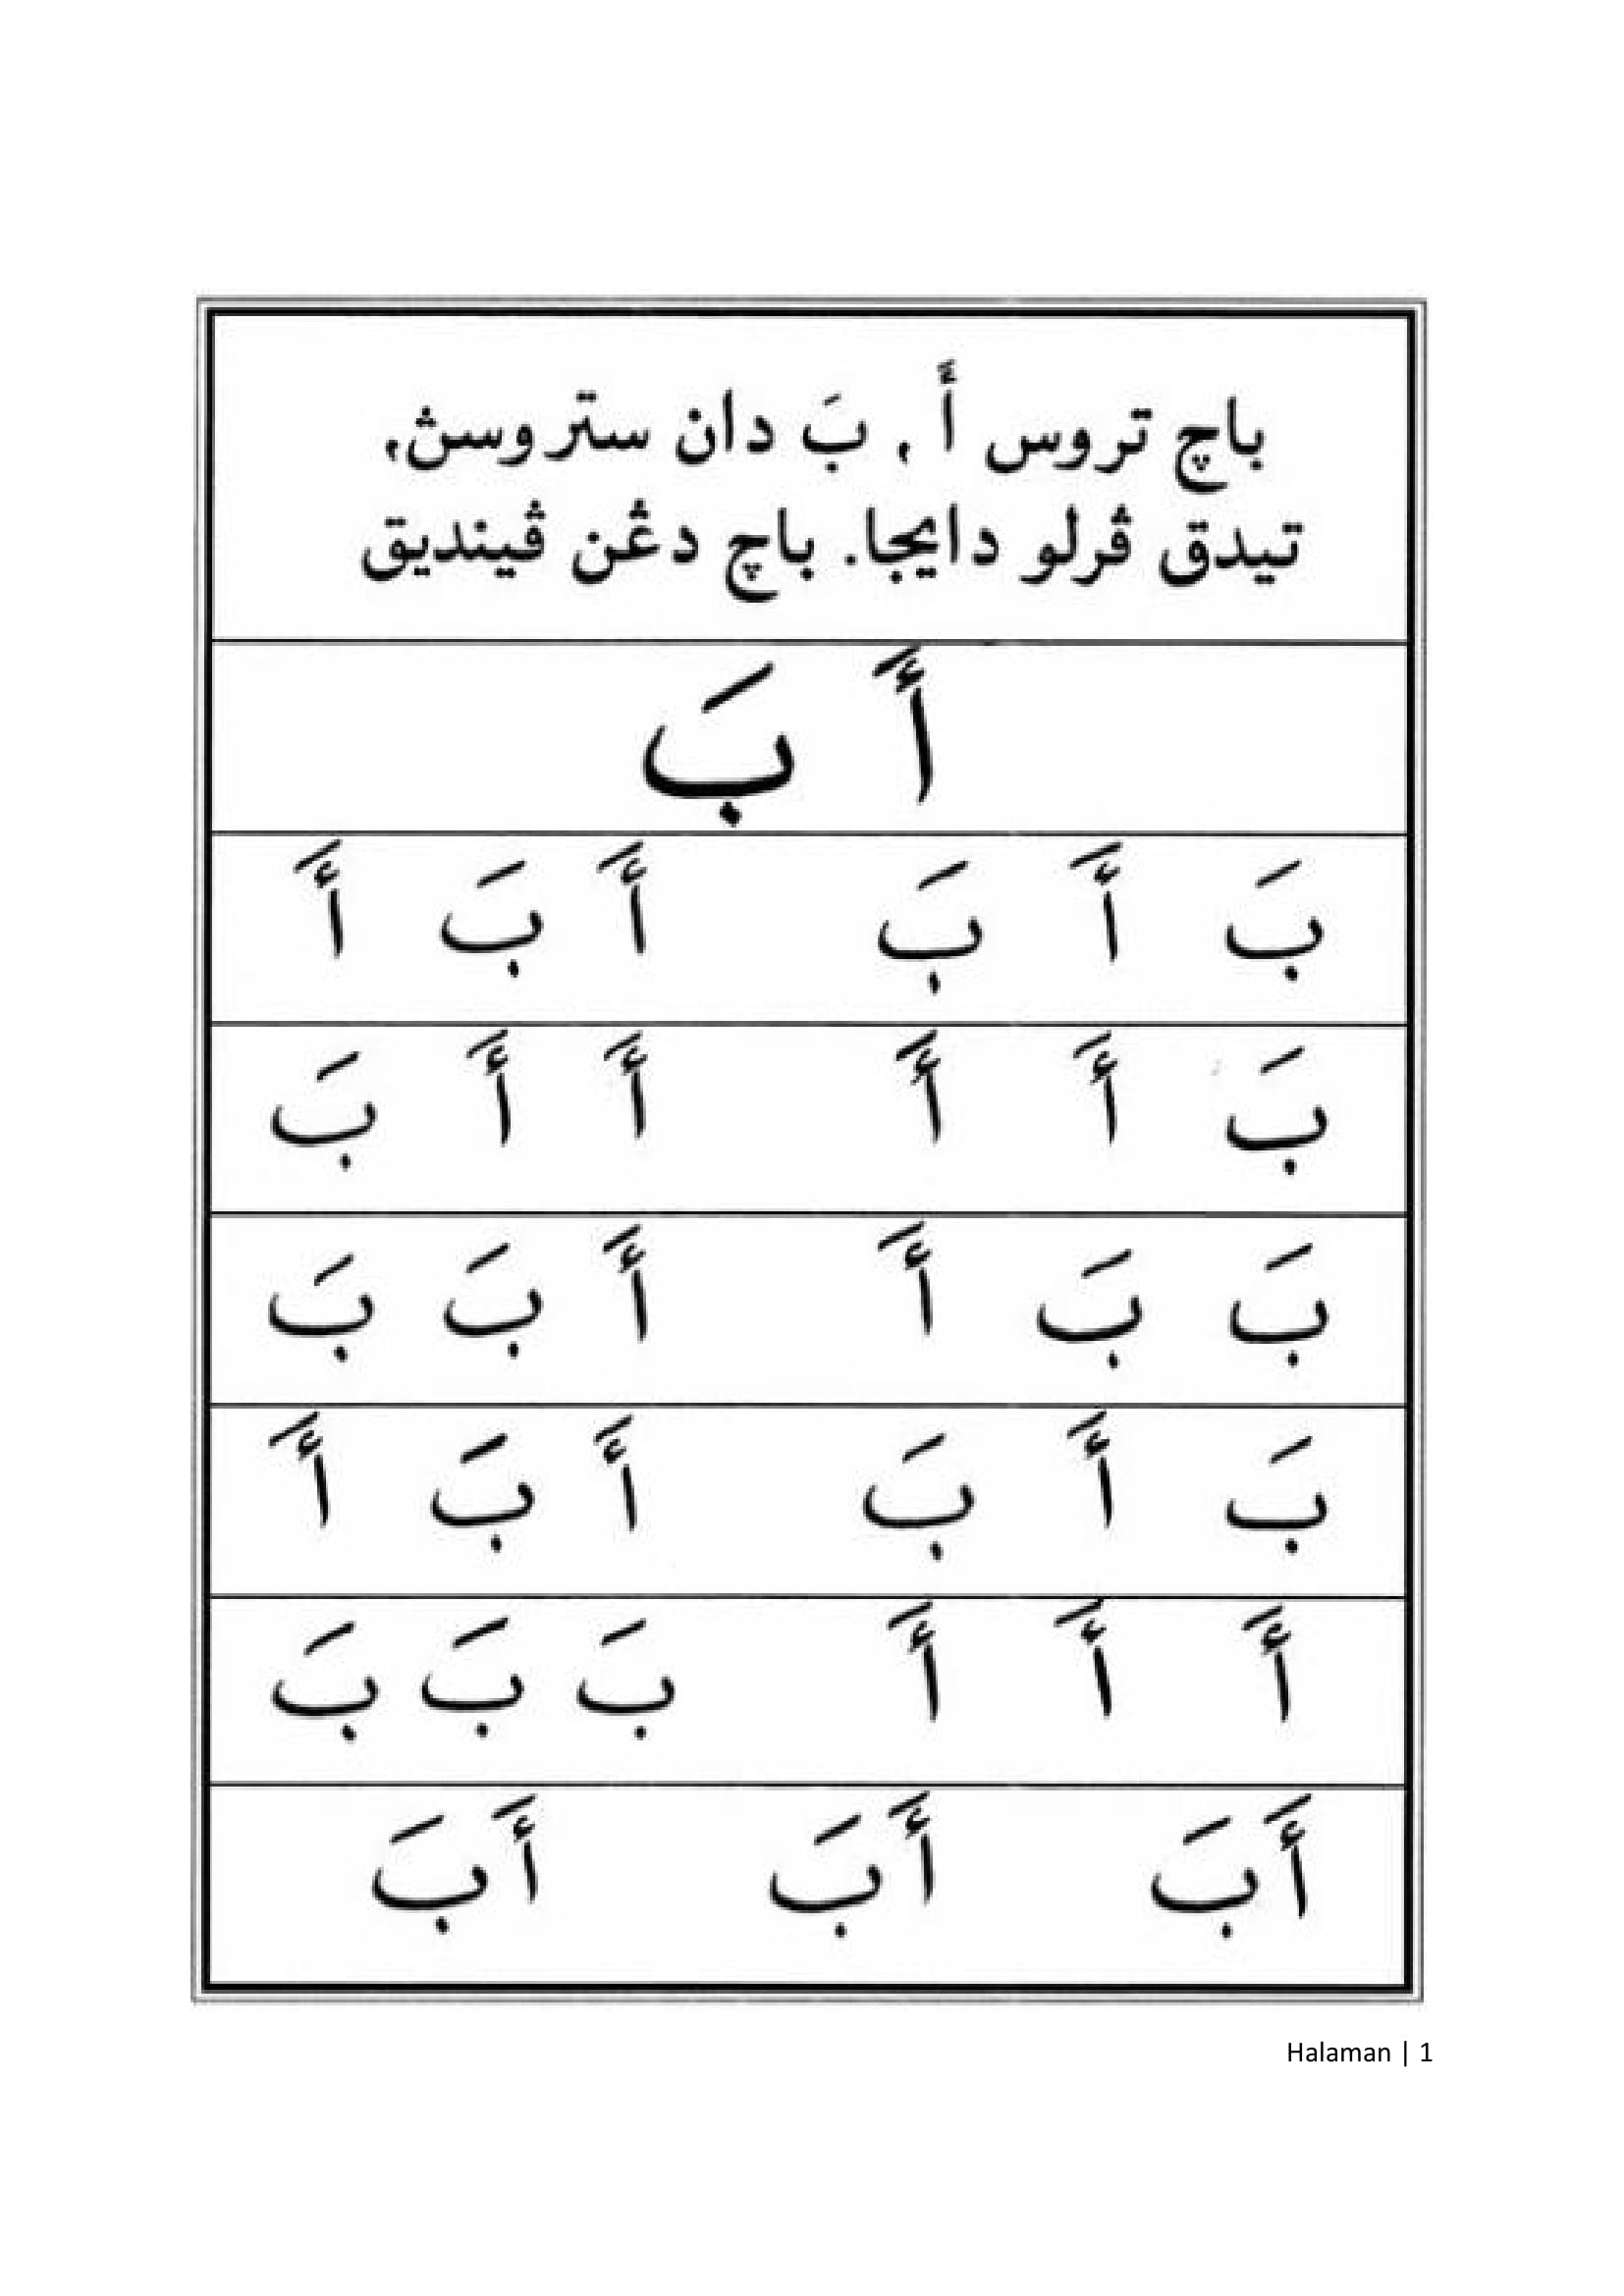 باچ تروس أَ ، بَ دان ستروسڽ،
تيدق ڤرلو دايجا. باچ دڠن ڤينديق
أَ بَ
بَ أَ بَ أَ بَ أَ
بَ أَ أَ أَ أَ بَ
بَ بَ أَ أَ بَ بَ
بَ أَ بَ أَ بَ أَ
أَ أَ أَ بَ بَ بَ
أَبَ أَبَ أَبَ
Halaman | 1